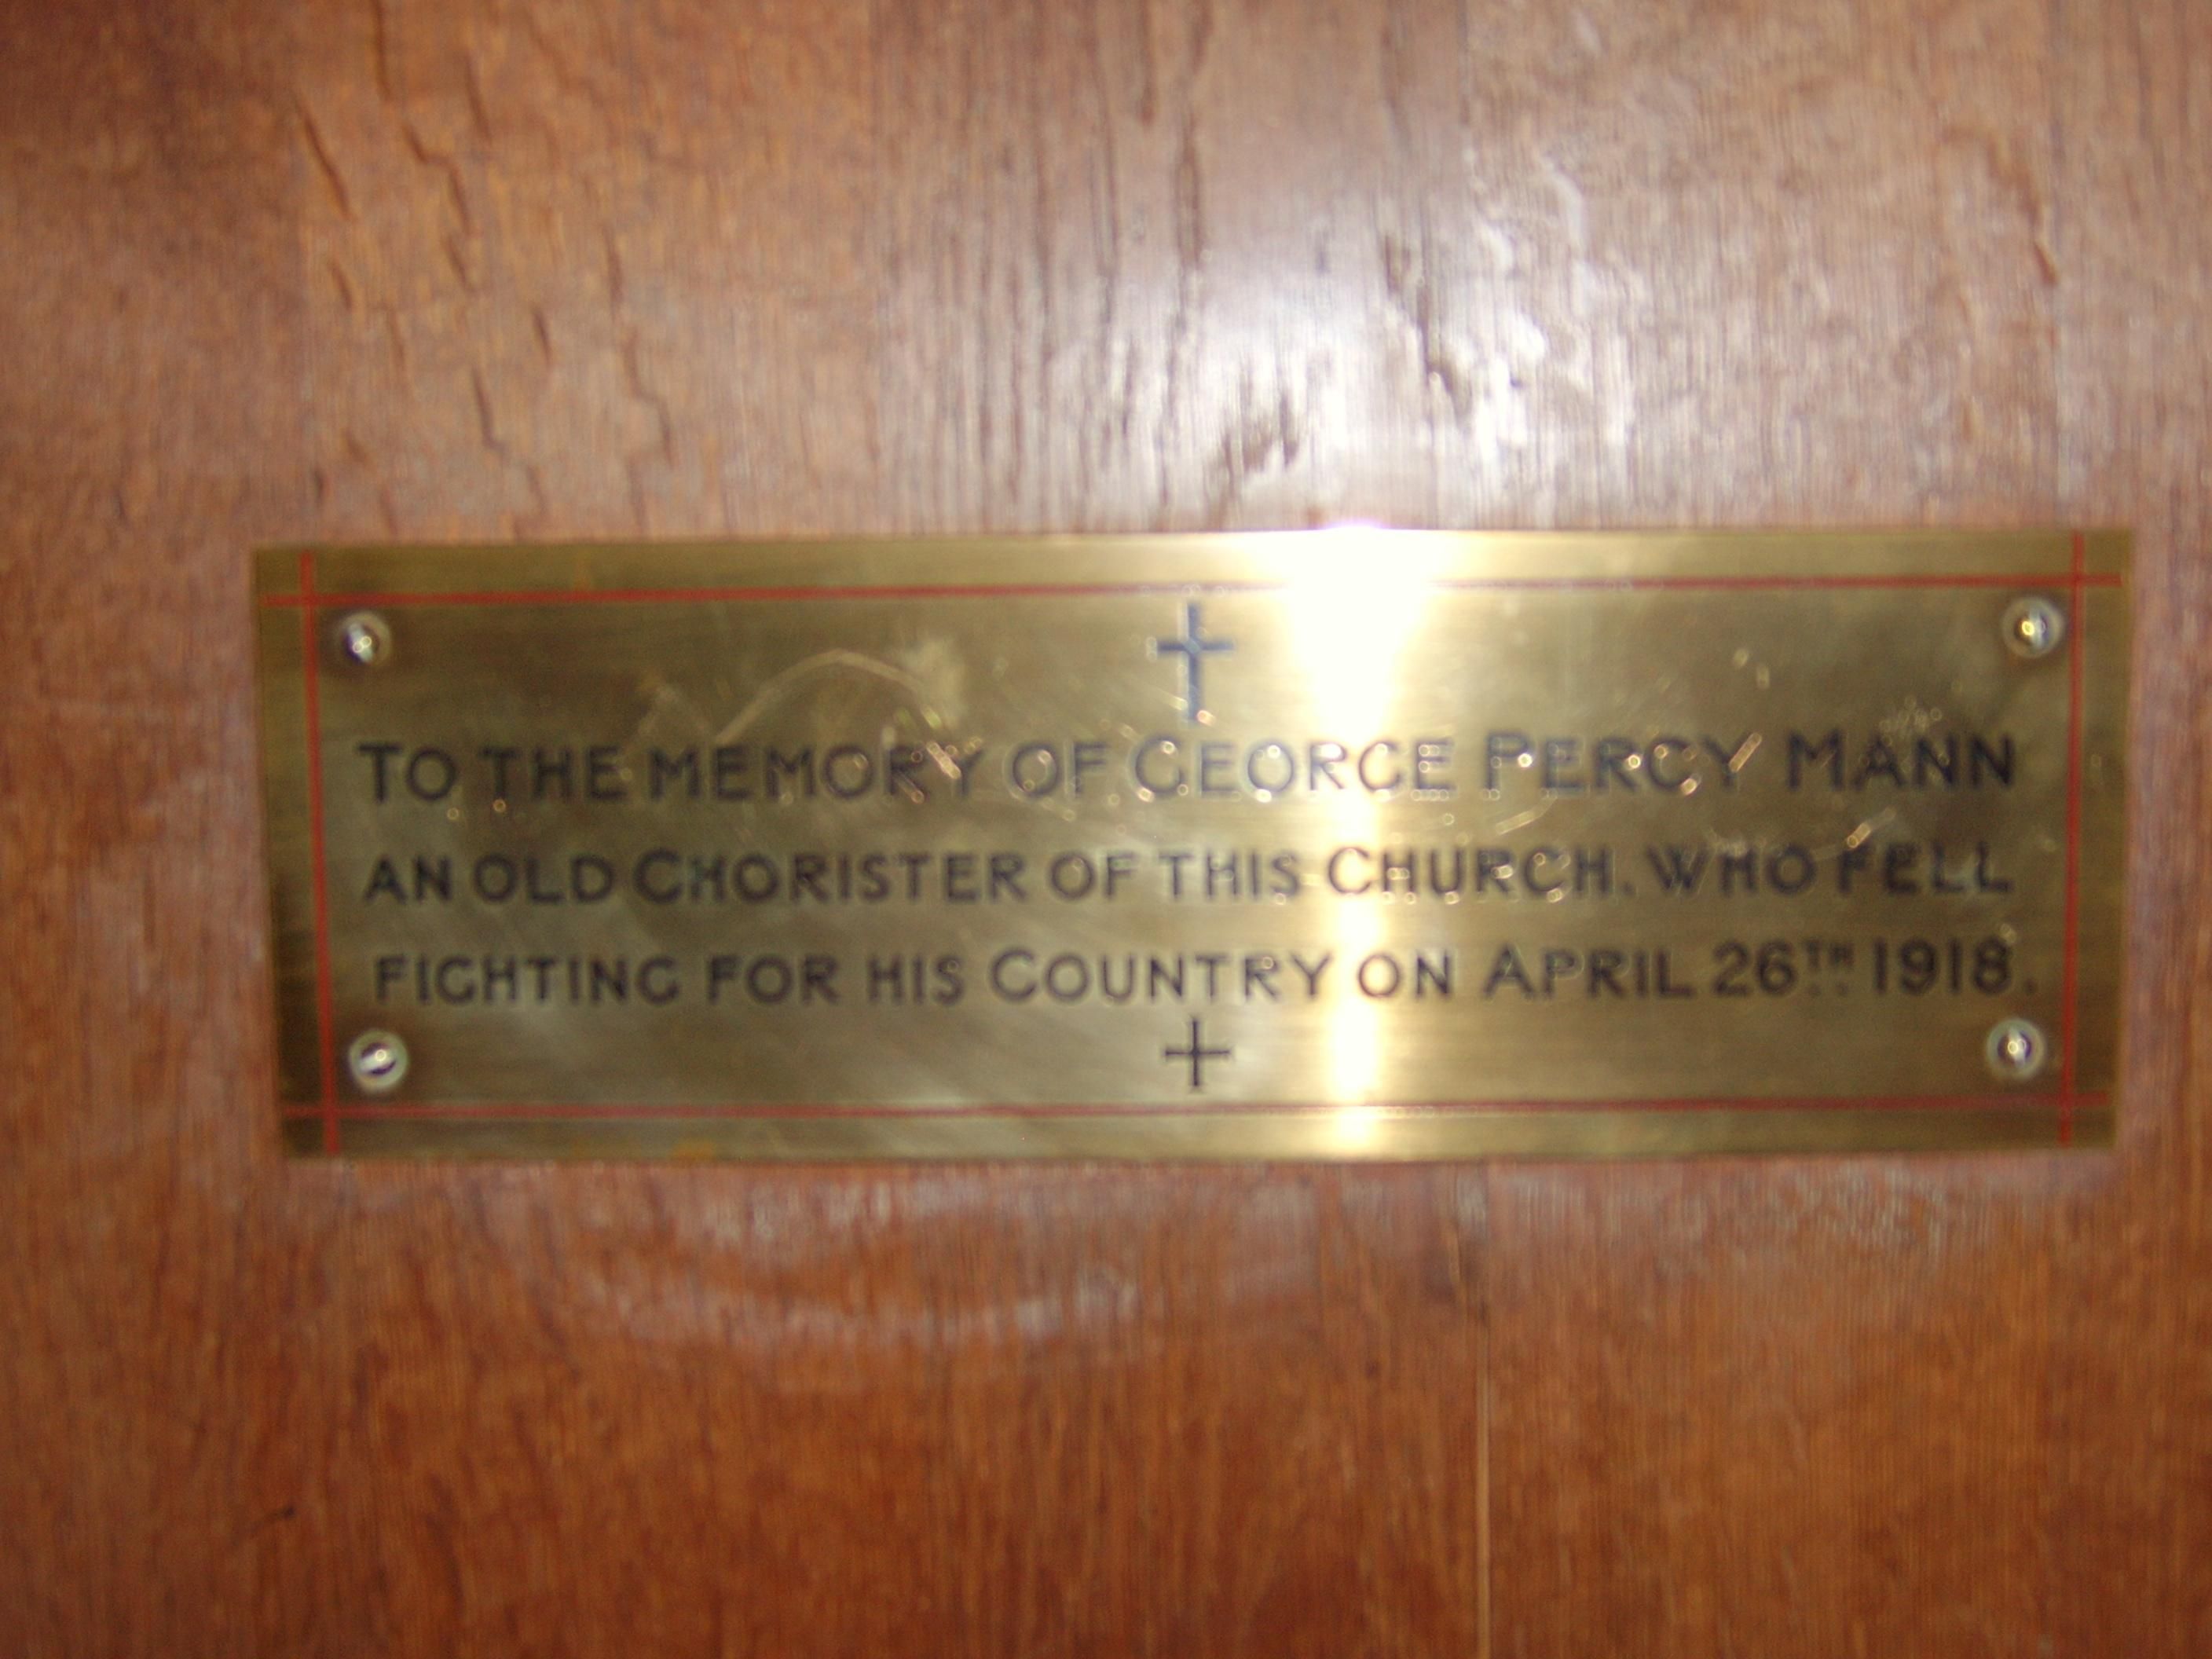 TO THE MEMORY OF GEORGE PERCY MANN
AN OLD CHORISTER OF THIS CHURCH, WHO FELL
FIGHTING FOR HIS COUNTRY ON APRIL 26TH 1918.